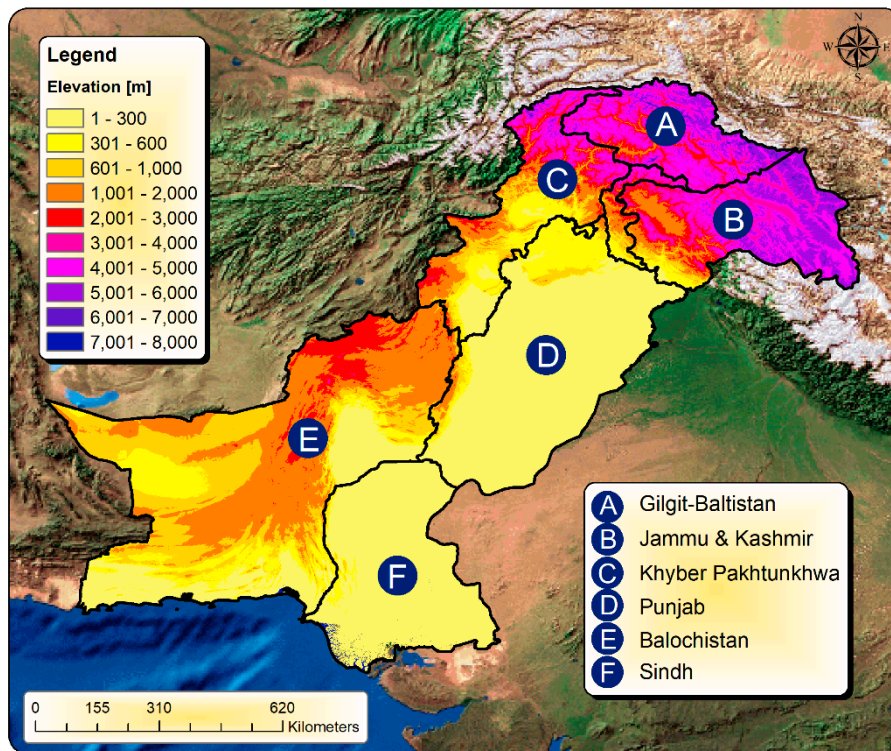 N
W E
S
Legend
Elevation [m]
1 - 300
301 - 600
601 - 1,000
1,001 - 2,000
2,001 - 3,000
3,001 - 4,000
4,001 - 5,000
5,001 - 6,000
6,001 - 7,000
7,001 - 8,000
A
C
B
D
E
F
A Gilgit-Baltistan
B Jammu & Kashmir
C Khyber Pakhtunkhwa
D Punjab
E Balochistan
F Sindh
0 155 310 620
Kilometers